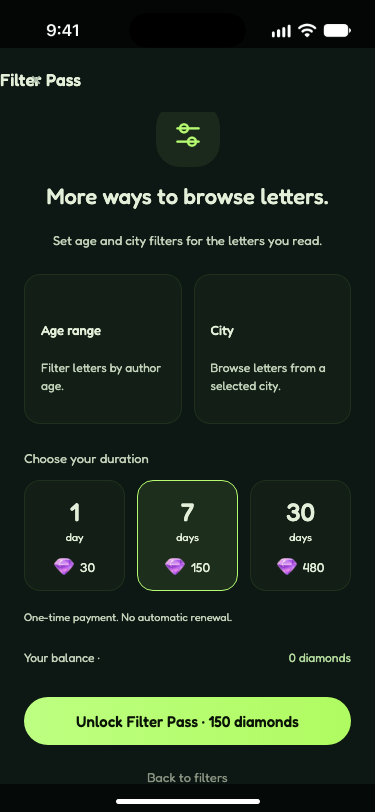 9:41
Filter Pass
More ways to browse letters.
Set age and city filters for the letters you read.
Age range
Filter letters by author
age.
City
Browse letters from a
selected city.
Choose your duration
1
day
30
7
days
150
30
days
480
One-time payment. No automatic renewal.
Your balance ·
0 diamonds
Unlock Filter Pass · 150 diamonds
Back to filters